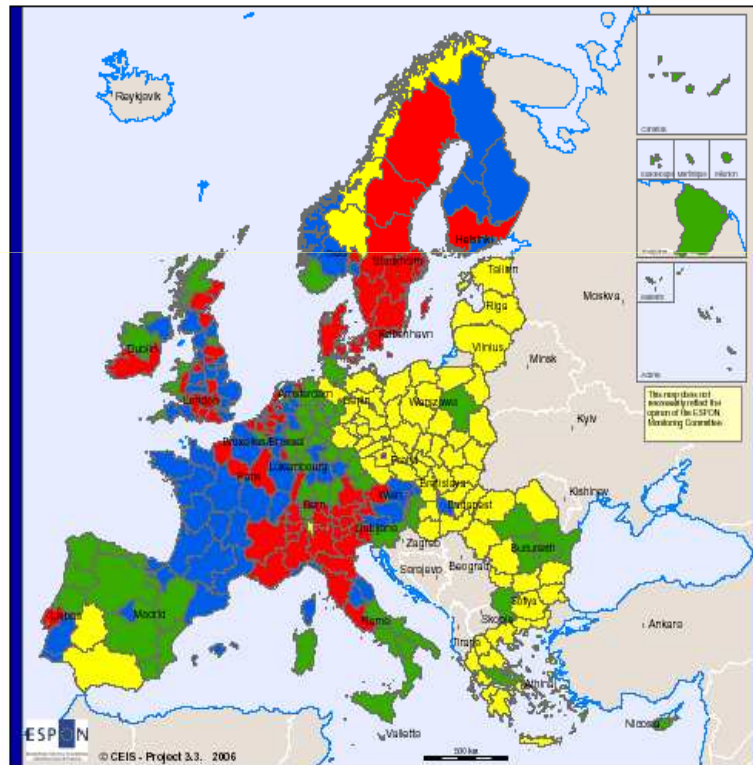 Reykjavik
Canarias
Guadeloupe
Martinique
Réunion
Helsinki
Oslo
Stockholm
Tallinn
Riga
Moskva
København
Vilnius
Minsk
Dublin
This map does not
necessarily reflect the
opinion of the ESPON
Monitoring Committee
London
Amsterdam
Berlin
Warszawa
Kyiv
Bruxelles/Brussel
Luxembourg
Praha
Paris
Bratislava
Wien
Budapest
Kishinev
Bern
Ljubljana
Zagreb
Bucuresti
Beograd
Sarajevo
Lisboa
Madrid
Roma
Sofiya
Skopje
Tirana
Ankara
Athina
Nicosia
Valletta
500 km
ESPON
© CEIS - Project 3.3. 2006